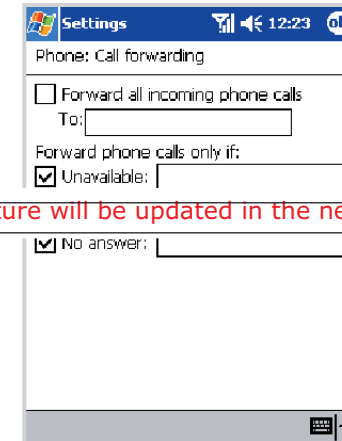 Settings 12:23 ok
Phone: Call forwarding
Forward all incoming phone calls
To:
Forward phone calls only if:
Unavailable:
ture will be updated in the ne
No answer: